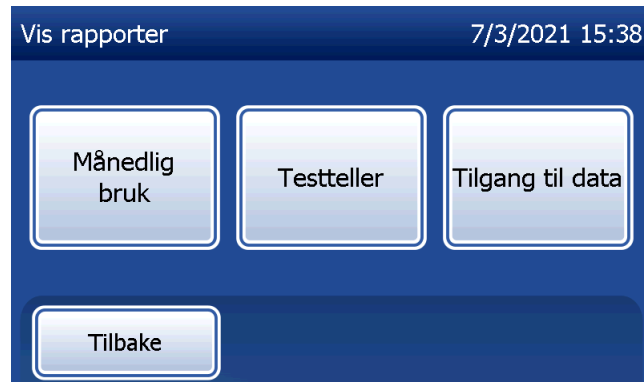 Vis rapporter 7/3/2021 15:38
Månedlig
bruk
Testteller
Tilgang til data
Tilbake